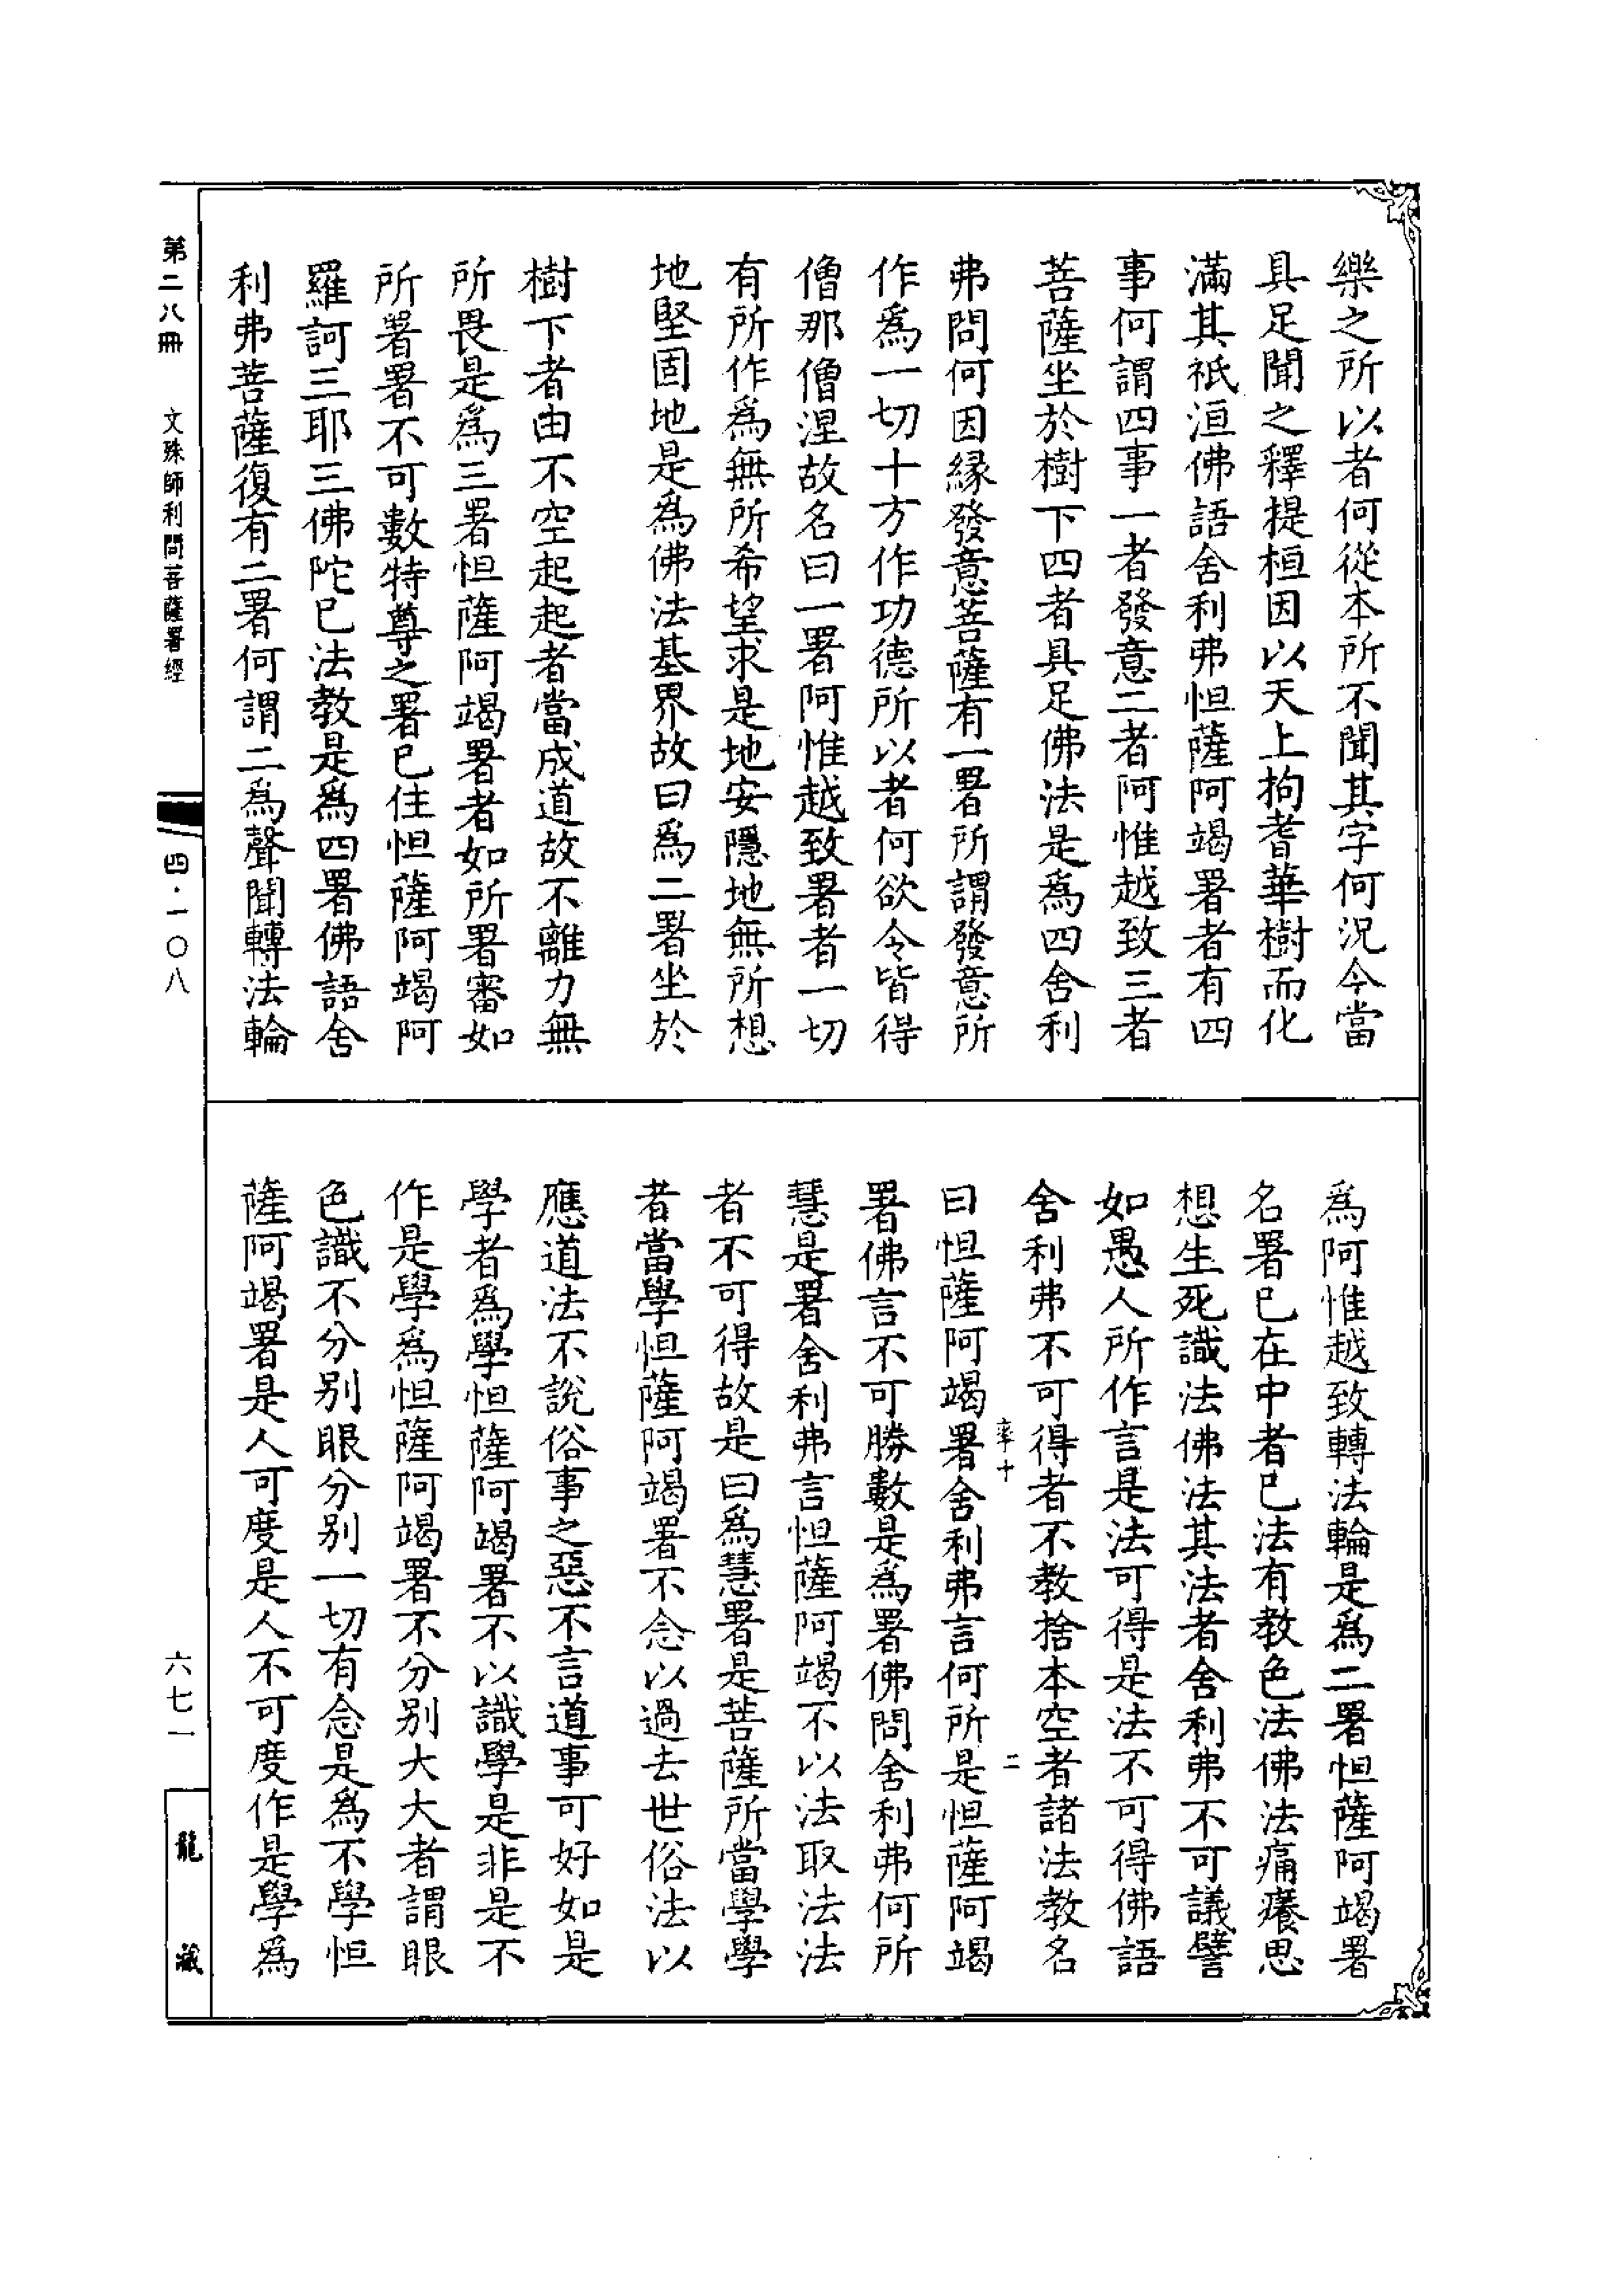 樂之所以者何從本所不聞其字何況今當
具足聞之釋提桓因以天上拘耆華樹而化
滿其祇洹佛語舍利弗怛薩阿竭署者有四
事何謂四事一者發意二者阿惟越致三者
菩薩坐於樹下四者具足佛法是爲四舍利
弗問何因緣發意菩薩有一署所謂發意所
作爲一切十方作功德所以者何欲令皆得
僧那僧涅故名曰一署阿惟越致署者一切
有所作爲無所希望求是地安隱地無所想
地堅固地是爲佛法基界故曰爲二署坐於
樹下者由不空起起者當成道故不離力無
所畏是爲三署怛薩阿竭署者如所署審如
所署署不可數特尊之署已住怛薩阿竭阿
羅訶三耶三佛陀已法教是爲四署佛語舍
利弗菩薩復有二署何謂二爲聲聞轉法輪
爲阿惟越致轉法輪是爲二署怛薩阿竭署
名署已在中者已法有教色法佛法痛癢思
想生死識法佛法其法者舍利弗不可議譬
如愚人所作言是法可得是法不可得佛語
舍利弗不可得者不教捨本空者諸法教名
率十 二
曰怛薩阿竭署舍利弗言何所是怛薩阿竭
署佛言不可勝數是爲署佛問舍利弗何所
慧是署舍利弗言怛薩阿竭不以法取法法
者不可得故是曰爲慧署是菩薩所當學學
者當學怛薩阿竭署不念以過去世俗法以
應道法不說俗事之惡不言道事可好如是
學者爲學怛薩阿竭署不以識學是非是不
作是學爲怛薩阿竭署不分别大大者謂眼
色識不分别眼分别一切有念是爲不學怛
薩阿竭署是人可度是人不可度作是學爲
第二八冊 文殊師利問菩薩署經
四·一〇八
六七一
龍藏